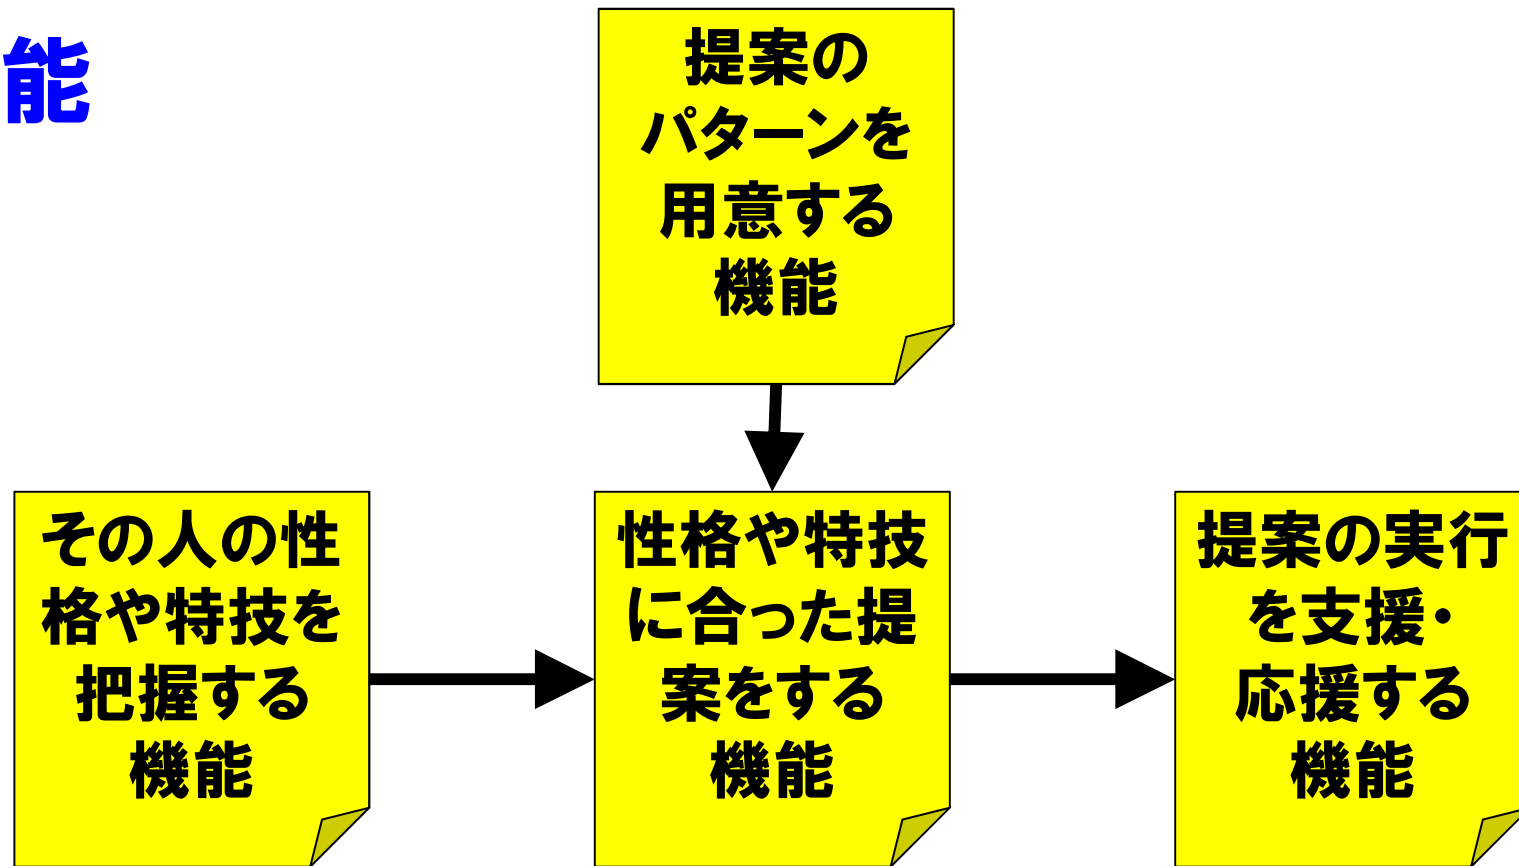 能
提案の
パターンを
用意する
機能
その人の性
格や特技を
把握する
機能
性格や特技
に合った提
案をする
機能
提案の実行
を支援・
応援する
機能